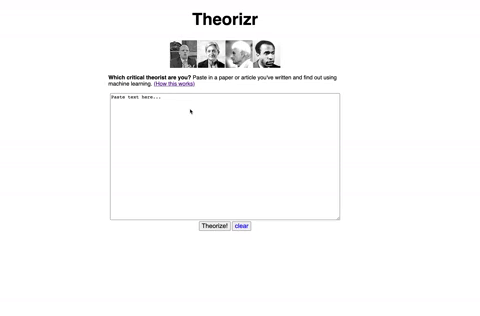 Theorizr
Which critical theorist are you? Paste in a paper or article you've written and find out using
machine learning. (How this works)
Paste text here...
Theorize! clear